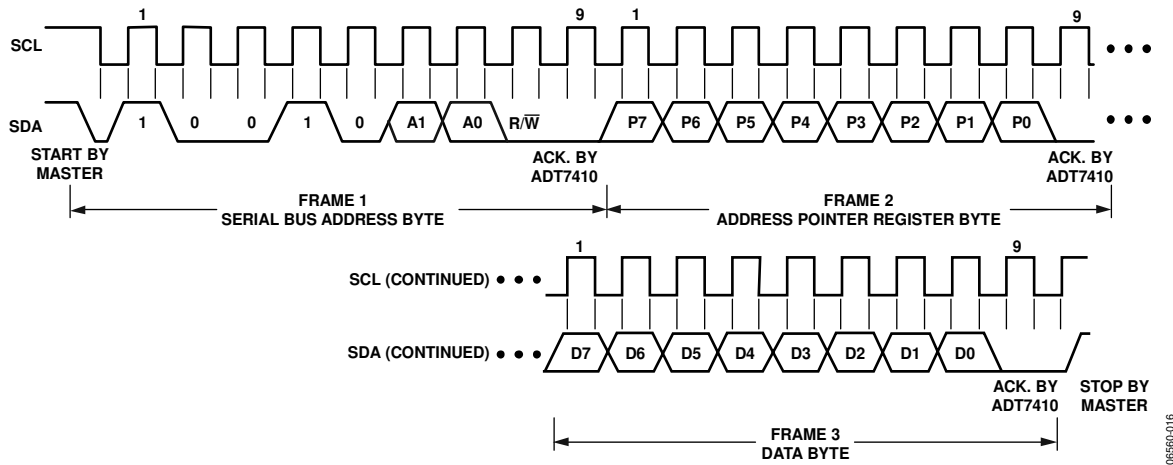 1 9 1 9
SCL
SDA 1 0 0 1 0 A1 A0 R/W̅ P7 P6 P5 P4 P3 P2 P1 P0
START BY
MASTER
ACK. BY
ADT7410
ACK. BY
ADT7410
FRAME 1
SERIAL BUS ADDRESS BYTE
FRAME 2
ADDRESS POINTER REGISTER BYTE
1 9
SCL (CONTINUED)
SDA (CONTINUED) D7 D6 D5 D4 D3 D2 D1 D0
ACK. BY
ADT7410
STOP BY
MASTER
FRAME 3
DATA BYTE
06560-016